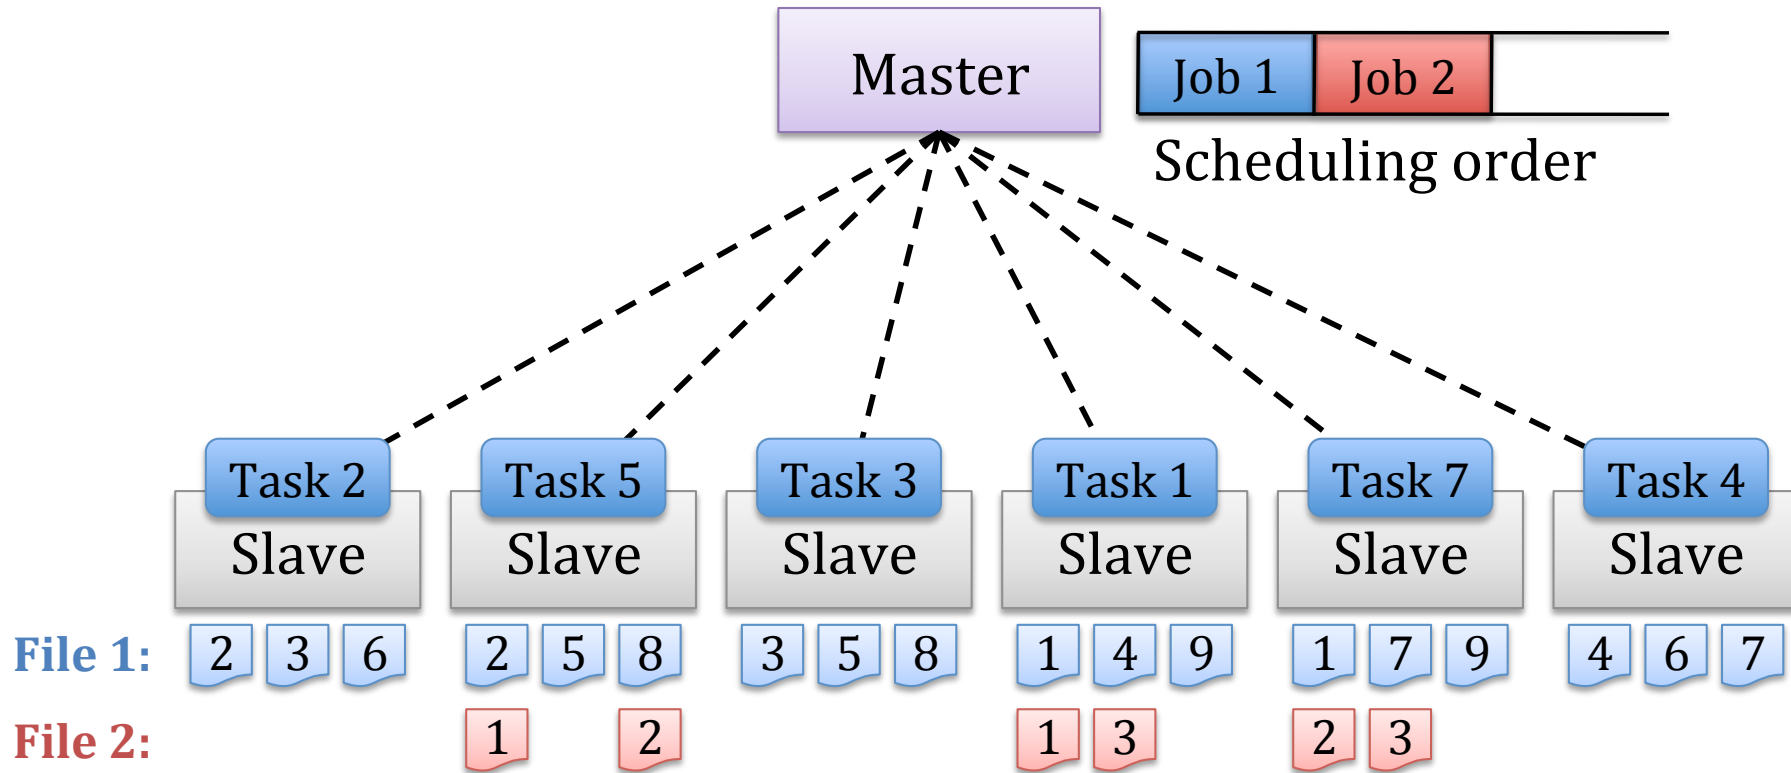 Master
Job 1 Job 2
Scheduling order
Task 2 Task 5 Task 3 Task 1 Task 7 Task 4
Slave Slave Slave Slave Slave Slave
File 1: 2 3 6 2 5 8 3 5 8 1 4 9 1 7 9 4 6 7
File 2: 1 2 1 3 2 3